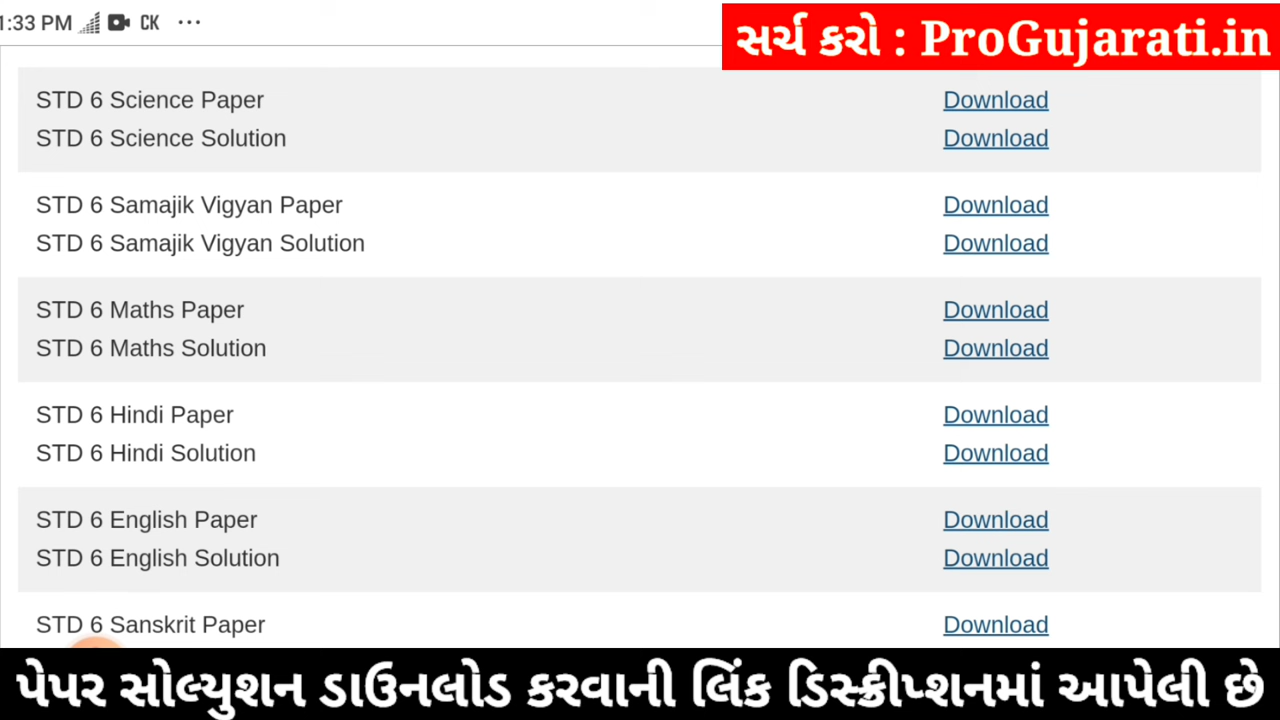 1:33 PM CK ...
સર્ચ કરો : ProGujarati.in
STD 6 Science Paper Download
STD 6 Science Solution Download
STD 6 Samajik Vigyan Paper Download
STD 6 Samajik Vigyan Solution Download
STD 6 Maths Paper Download
STD 6 Maths Solution Download
STD 6 Hindi Paper Download
STD 6 Hindi Solution Download
STD 6 English Paper Download
STD 6 English Solution Download
STD 6 Sanskrit Paper Download
પેપર સોલ્યુશન ડાઉનલોડ કરવાની લિંક ડિસ્ક્રીપ્શનમાં આપેલી છે